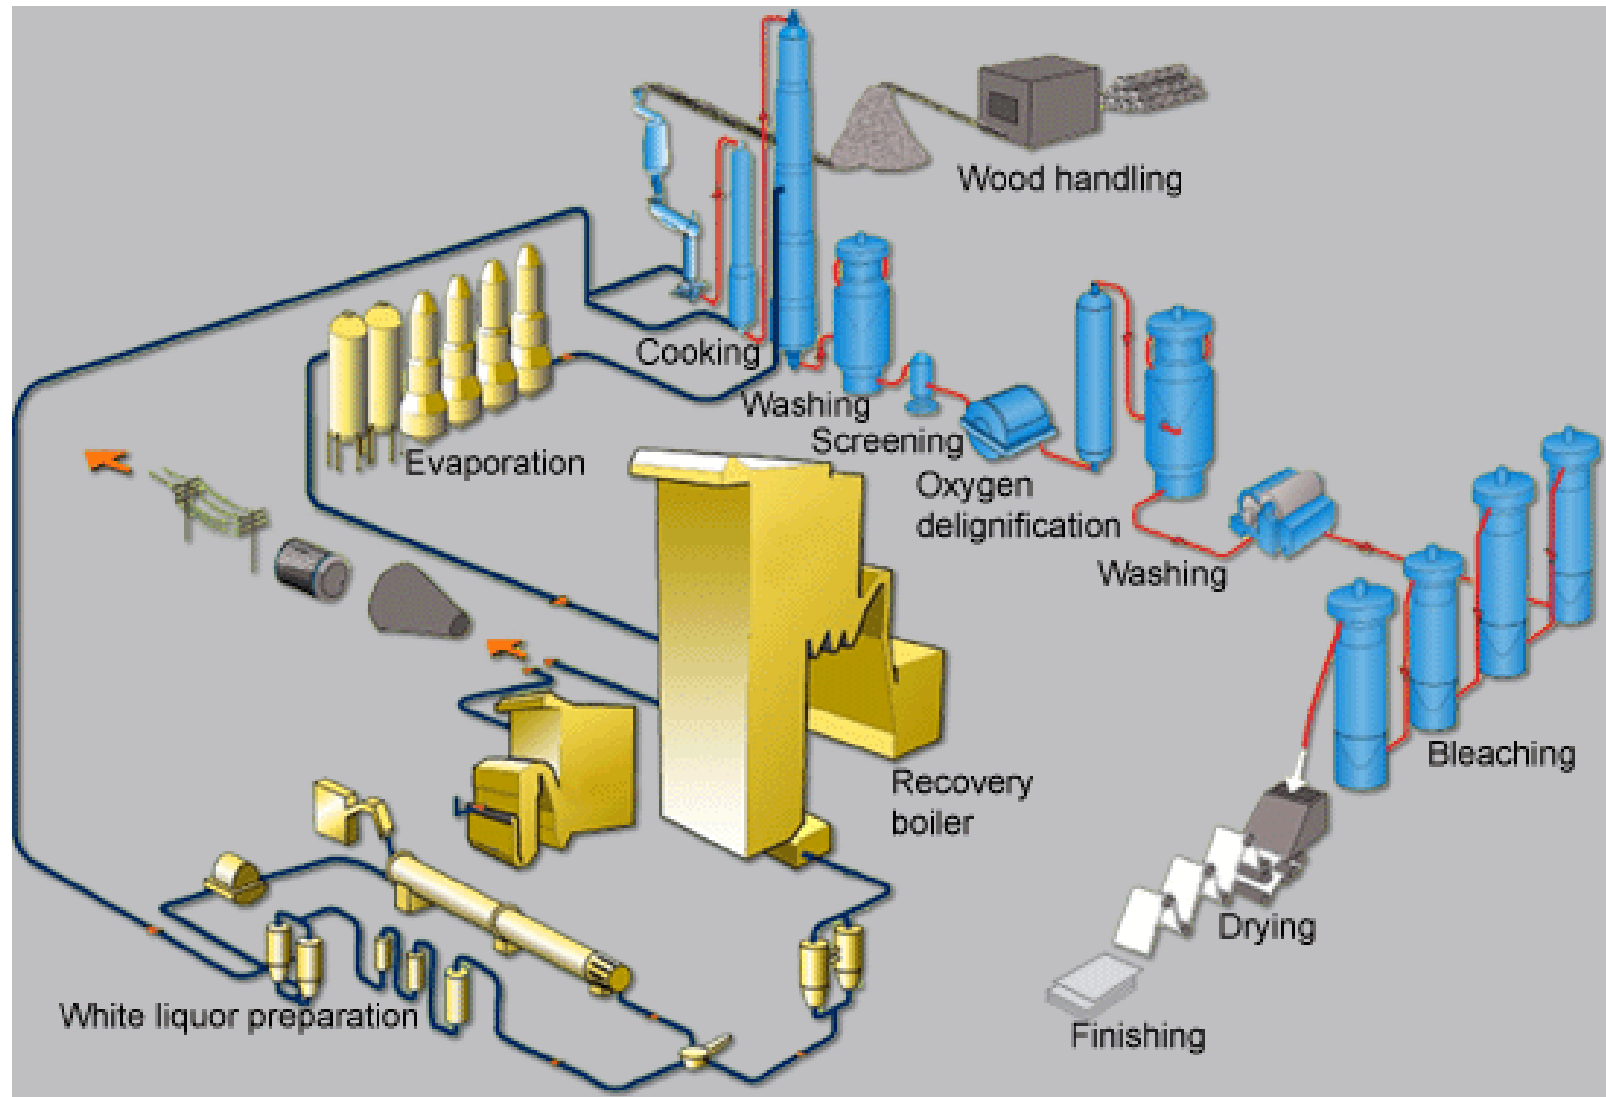 Wood handling
Cooking
Washing
Screening
Evaporation
Oxygen
delignification
Washing
Bleaching
Recovery
boiler
Drying
White liquor preparation
Finishing